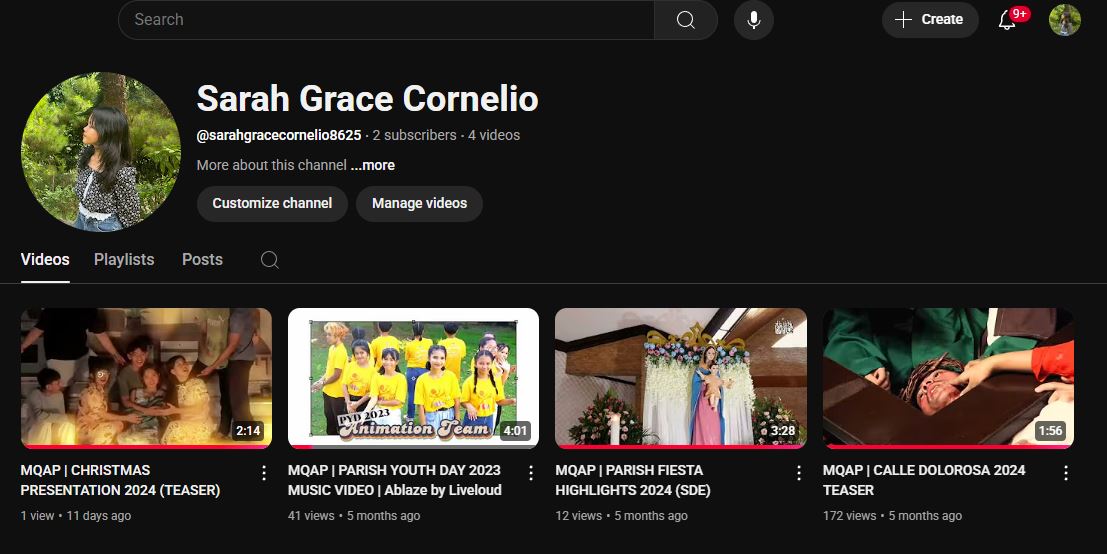 Search
Create
9+
Sarah Grace Cornelio
@sarahgracecornelio8625 · 2 subscribers · 4 videos
More about this channel ...more
Customize channel
Manage videos
Videos
Playlists
Posts
2:14
PYD 2023
Animation Team
4:01
3:28
1:56
MQAP | CHRISTMAS
PRESENTATION 2024 (TEASER)
1 view • 11 days ago
MQAP | PARISH YOUTH DAY 2023
MUSIC VIDEO | Ablaze by Liveloud
41 views • 5 months ago
MQAP | PARISH FIESTA
HIGHLIGHTS 2024 (SDE)
12 views • 5 months ago
MQAP | CALLE DOLOROSA 2024
TEASER
172 views • 5 months ago